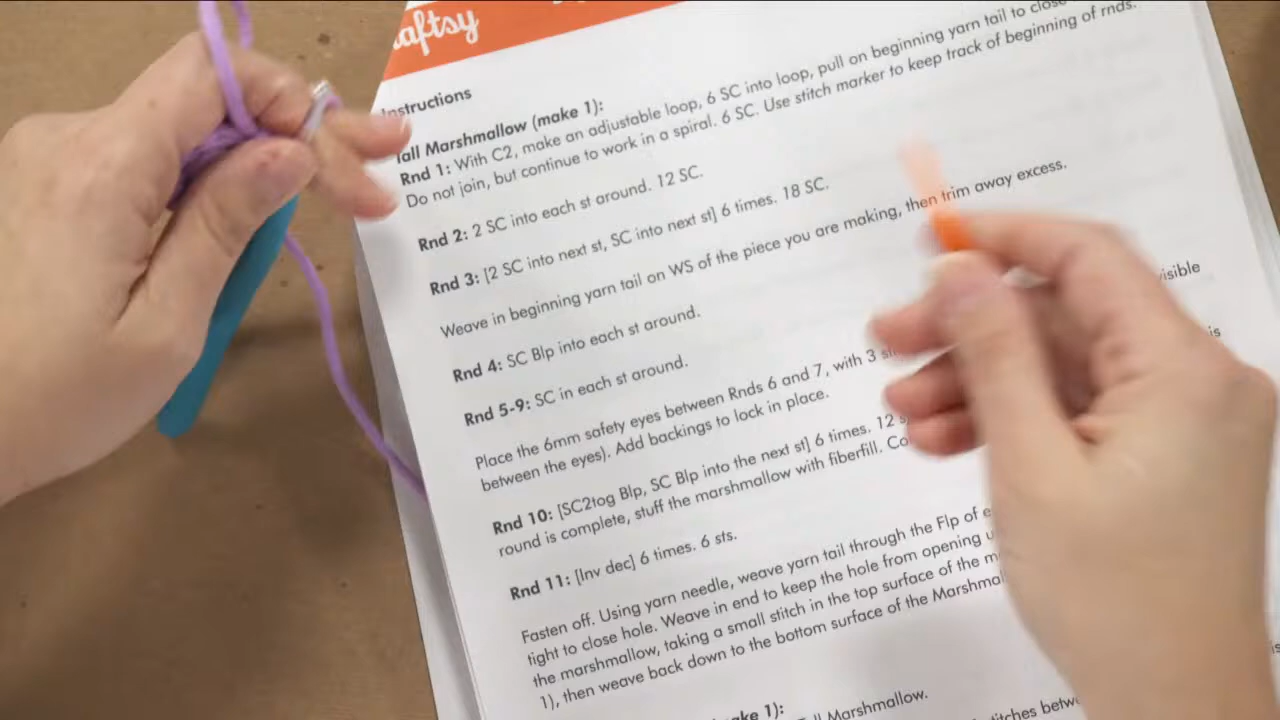 aftsy
Instructions
Tall Marshmallow (make 1):
Rnd 1: With C2, make an adjustable loop, 6 SC into loop, pull on beginning yarn tail to close
Do not join, but continue to work in a spiral. 6 SC. Use stitch marker to keep track of beginning of rnds.
Rnd 2: 2 SC into each st around. 12 SC.
Rnd 3: [2 SC into next st, SC into next st] 6 times. 18 SC.
Weave in beginning yarn tail on WS of the piece you are making, then trim away excess.
Rnd 4: SC Blp into each st around.
Rnd 5-9: SC in each st around.
Place the 6mm safety eyes between Rnds 6 and 7, with 3
between the eyes). Add backings to lock in place.
Rnd 10: [SC2tog Blp, SC Blp into the next st] 6 times. 12
round is complete, stuff the marshmallow with fiberfill.
Rnd 11: [Inv dec] 6 times. 6 sts.
Fasten off. Using yarn needle, weave yarn tail through the Flp of
tight to close hole. Weave in end to keep the hole from opening
the marshmallow, taking a small stitch in the top surface of the
1), then weave back down to the bottom surface of the
1):
Marshmallow.